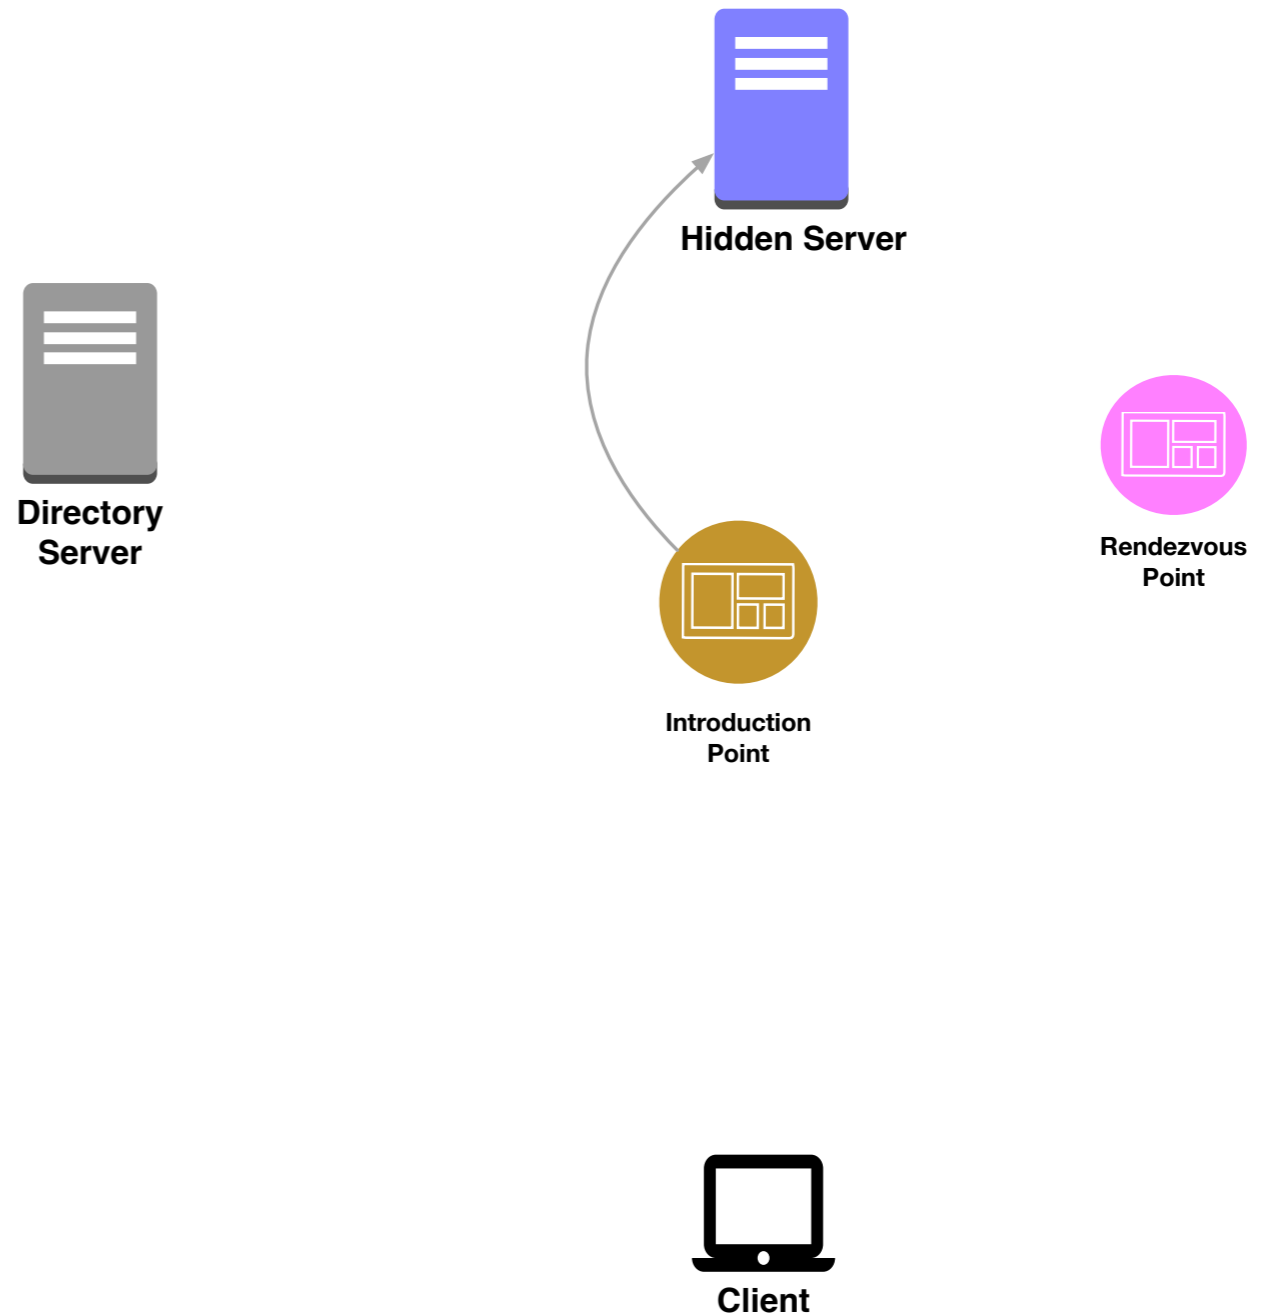 Hidden Server
Directory
Server
Rendezvous
Point
Introduction
Point
Client